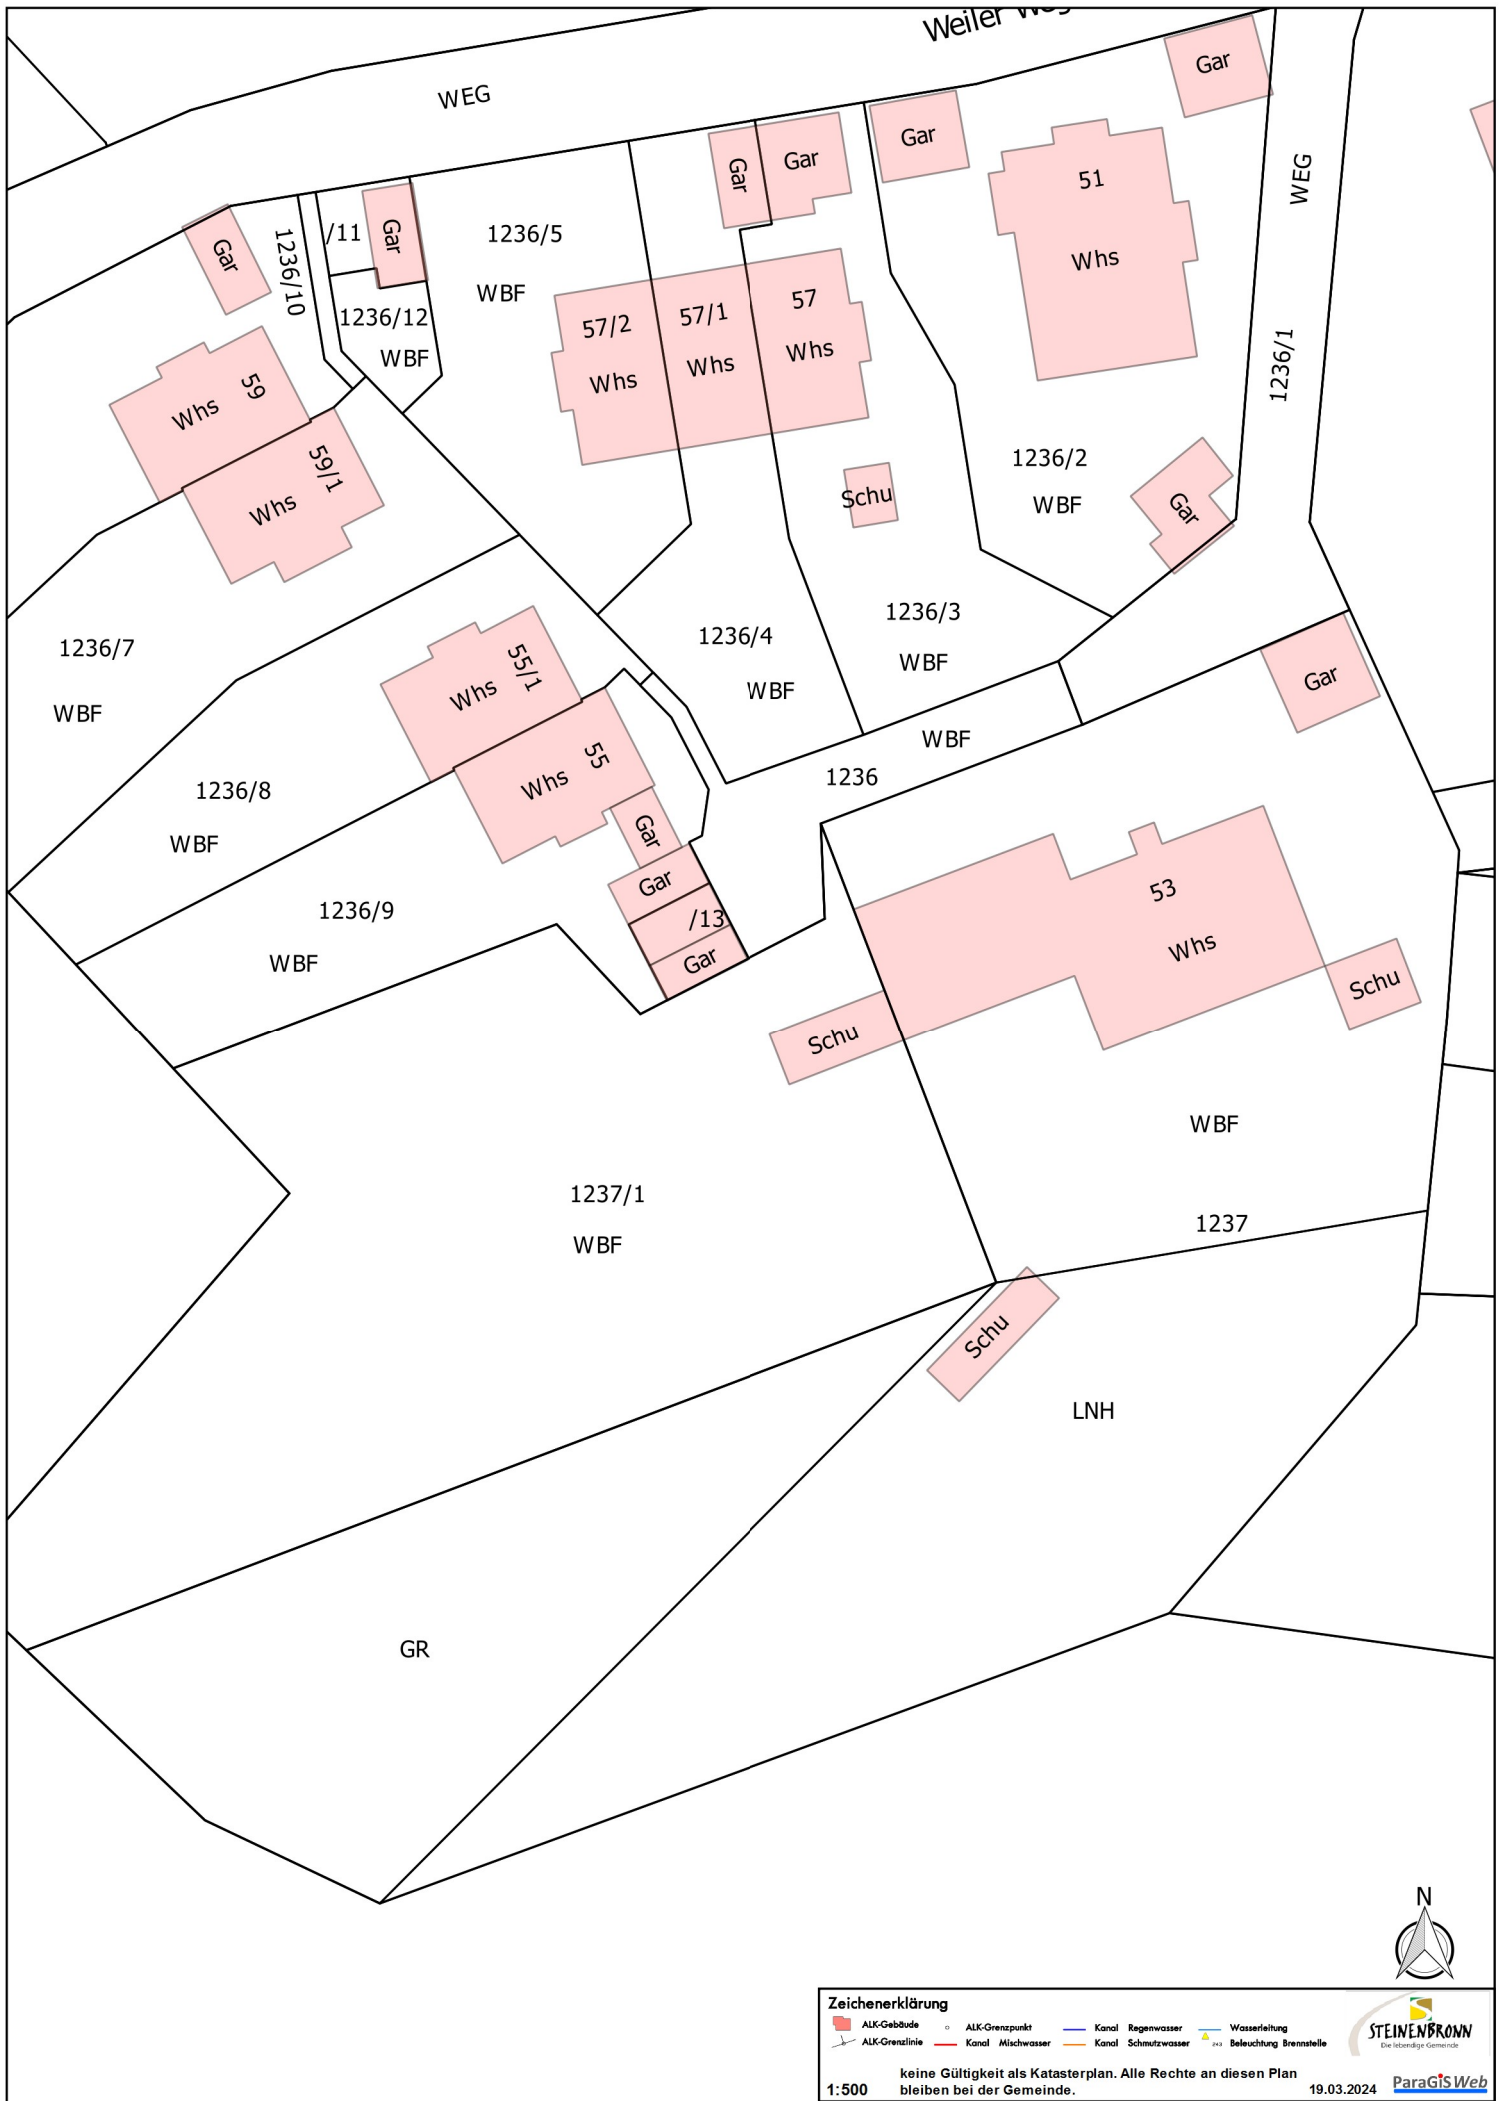 Weiler
WEG
Gar
Gar
Gar
Gar
51
Whs
WEG
Gar
Gar
/11
1236/10
1236/5
WBF
1236/12
WBF
57/2
Whs
57/1
Whs
57
Whs
1236/1
59
Whs
59/1
Whs
Schu
1236/2
WBF
Gar
1236/7
WBF
55/1
Whs
1236/4
WBF
1236/3
WBF
Gar
55
Whs
WBF
1236
1236/8
WBF
Gar
Gar
/13
Gar
1236/9
WBF
53
Whs
Schu
Schu
WBF
1237/1
WBF
1237
Schu
LNH
GR
N
Zeichenerklärung
ALK-Gebäude
ALK-Grenzpunkt
Kanal Regenwasser
Wasserleitung
ALK-Grenzlinie
Kanal Mischwasser
Kanal Schmutzwasser
Beleuchtung Brennstelle
STEINENBRONN
Die lebendige Gemeinde
1:500
keine Gültigkeit als Katasterplan. Alle Rechte an diesen Plan
bleiben bei der Gemeinde.
19.03.2024
ParaGiSWeb